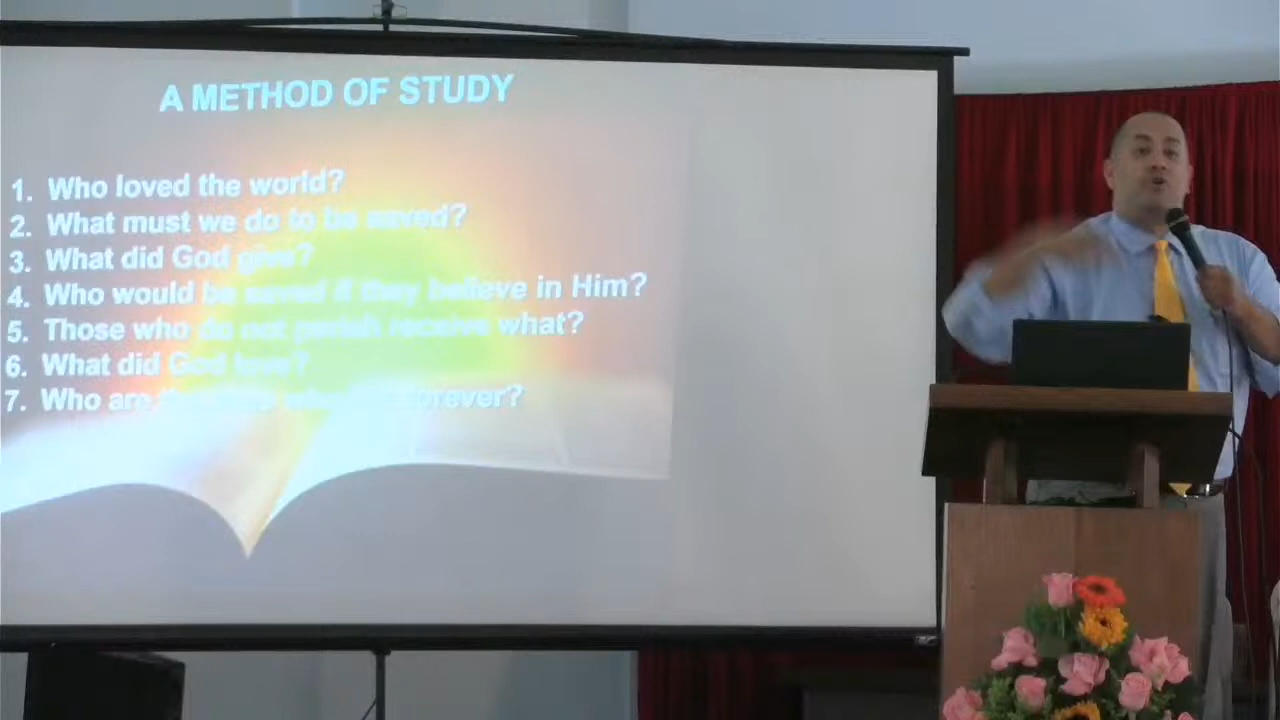 A METHOD OF STUDY
1. Who loved the world?
2. What must we do to be saved?
3. What did God give?
4. Who would be saved if they believe in Him?
5. Those who do not perish receive what?
6. What did God love?
7. Who are forever?